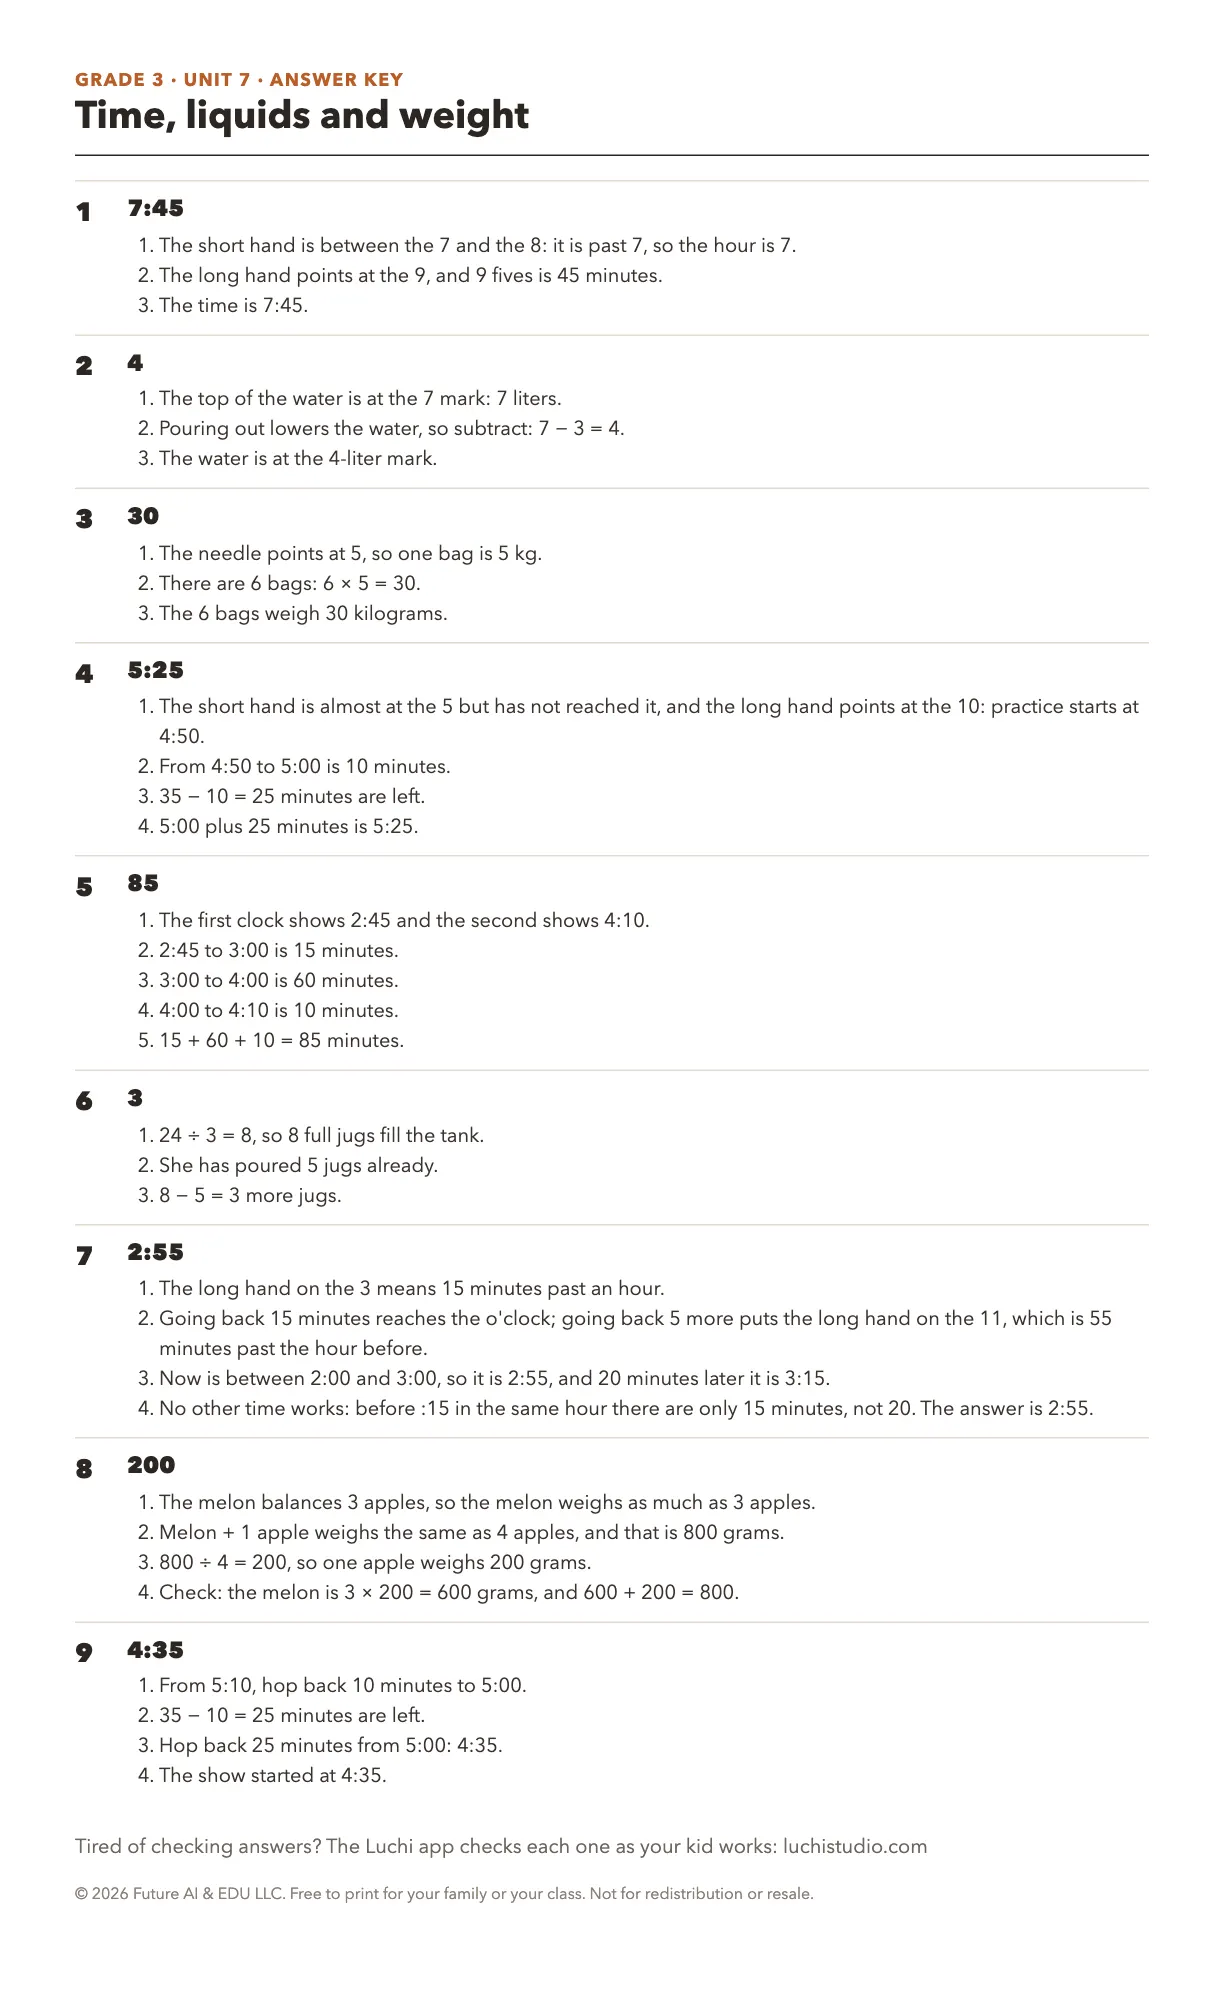 GRADE 3 · UNIT 7 · ANSWER KEY
Time, liquids and weight
1 7:45
1. The short hand is between the 7 and the 8: it is past 7, so the hour is 7.
2. The long hand points at the 9, and 9 fives is 45 minutes.
3. The time is 7:45.
2 4
1. The top of the water is at the 7 mark: 7 liters.
2. Pouring out lowers the water, so subtract: 7 − 3 = 4.
3. The water is at the 4-liter mark.
3 30
1. The needle points at 5, so one bag is 5 kg.
2. There are 6 bags: 6 × 5 = 30.
3. The 6 bags weigh 30 kilograms.
4 5:25
1. The short hand is almost at the 5 but has not reached it, and the long hand points at the 10: practice starts at
4:50.
2. From 4:50 to 5:00 is 10 minutes.
3. 35 − 10 = 25 minutes are left.
4. 5:00 plus 25 minutes is 5:25.
5 85
1. The first clock shows 2:45 and the second shows 4:10.
2. 2:45 to 3:00 is 15 minutes.
3. 3:00 to 4:00 is 60 minutes.
4. 4:00 to 4:10 is 10 minutes.
5. 15 + 60 + 10 = 85 minutes.
6 3
1. 24 ÷ 3 = 8, so 8 full jugs fill the tank.
2. She has poured 5 jugs already.
3. 8 − 5 = 3 more jugs.
7 2:55
1. The long hand on the 3 means 15 minutes past an hour.
2. Going back 15 minutes reaches the o'clock; going back 5 more puts the long hand on the 11, which is 55
minutes past the hour before.
3. Now is between 2:00 and 3:00, so it is 2:55, and 20 minutes later it is 3:15.
4. No other time works: before :15 in the same hour there are only 15 minutes, not 20. The answer is 2:55.
8 200
1. The melon balances 3 apples, so the melon weighs as much as 3 apples.
2. Melon + 1 apple weighs the same as 4 apples, and that is 800 grams.
3. 800 ÷ 4 = 200, so one apple weighs 200 grams.
4. Check: the melon is 3 × 200 = 600 grams, and 600 + 200 = 800.
9 4:35
1. From 5:10, hop back 10 minutes to 5:00.
2. 35 − 10 = 25 minutes are left.
3. Hop back 25 minutes from 5:00: 4:35.
4. The show started at 4:35.
Tired of checking answers? The Luchi app checks each one as your kid works: luchistudio.com
© 2026 Future AI & EDU LLC. Free to print for your family or your class. Not for redistribution or resale.